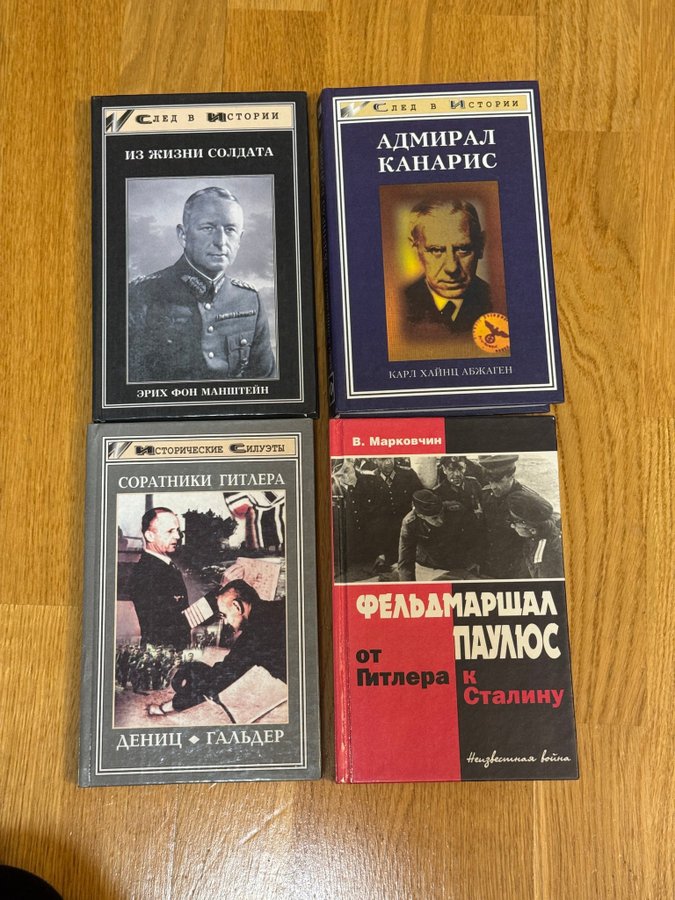 СЛЕД В ИСТОРИИ
ИЗ ЖИЗНИ СОЛДАТА
ЭРИХ ФОН МАНШТЕЙН
СЛЕД В ИСТОРИИ
АДМИРАЛ
КАНАРИС
КАРЛ ХАЙНЦ АБЖАГЕН
ИСТОРИЧЕСКИЕ СИЛУЭТЫ
СОРАТНИКИ ГИТЛЕРА
ДЕНИЦ ◆ ГАЛЬДЕР
В. Марковчин
ФЕЛЬДМАРШАЛ
ПАУЛЮС
от
Гитлера к
Сталину
Неизвестная война